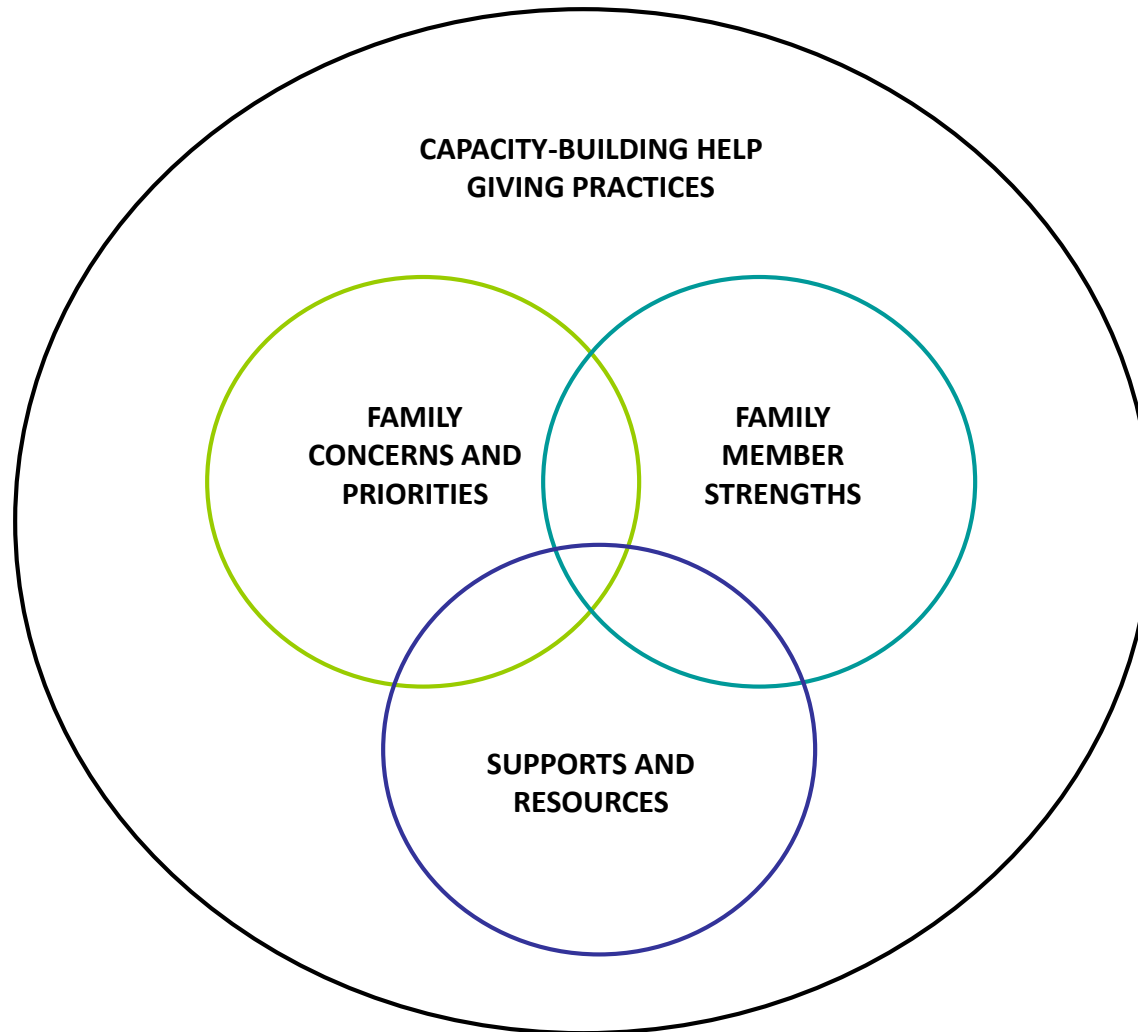 CAPACITY-BUILDING HELP
GIVING PRACTICES
FAMILY
CONCERNS AND
PRIORITIES
FAMILY
MEMBER
STRENGTHS
SUPPORTS AND
RESOURCES